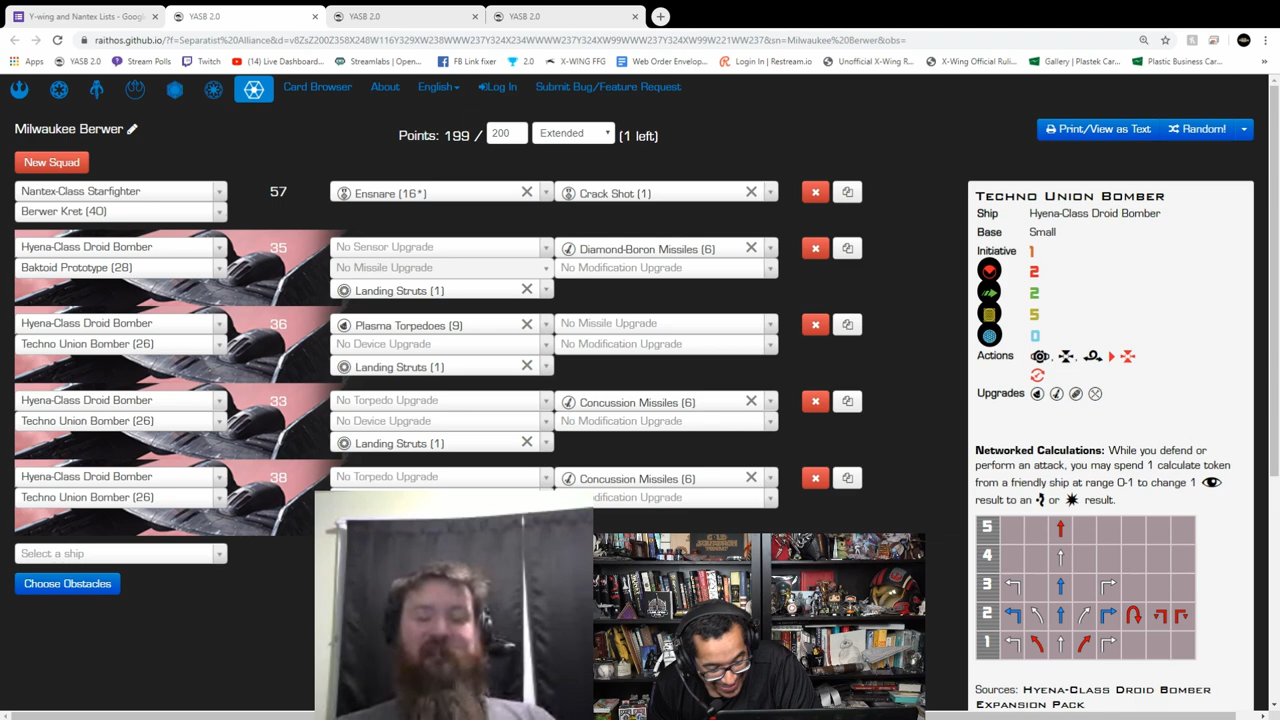 Y-wing and Nantex Lists - Googl
YASB 2.0
YASB 2.0
YASB 2.0
raithos.github.io/?f=Separatist%20Alliance&d=v8ZsZ200Z358X248W116Y329XW238WWW237Y324X234WWWW237Y324XW99WWW237Y324XW99W221WW237&sn=Milwaukee%20Berwer&obs=
Apps
YASB 2.0
Stream Polls
Twitch
(14) Live Dashboard...
Streamlabs | Open...
FB Link fixer
2.0
X-WING FFG
Web Order Envelop...
Log In | Restream.io
Unofficial X-Wing R...
X-Wing Official Ruli...
Gallery | Plastek Car...
Plastic Business Car...
»
Card Browser
About
English
Log In
Submit Bug/Feature Request
Milwaukee Berwer
Points: 199 / 200 Extended (1 left)
Print/View as Text
Random!
New Squad
Nantex-Class Starfighter
57
Ensnare (16*)
Crack Shot (1)
Berwer Kret (40)
Hyena-Class Droid Bomber
35
No Sensor Upgrade
Diamond-Boron Missiles (6)
Baktoid Prototype (28)
No Missile Upgrade
No Modification Upgrade
Landing Struts (1)
Hyena-Class Droid Bomber
36
Plasma Torpedoes (9)
No Missile Upgrade
Techno Union Bomber (26)
No Device Upgrade
No Modification Upgrade
Landing Struts (1)
Hyena-Class Droid Bomber
33
No Torpedo Upgrade
Concussion Missiles (6)
Techno Union Bomber (26)
No Device Upgrade
No Modification Upgrade
Landing Struts (1)
Hyena-Class Droid Bomber
38
No Torpedo Upgrade
Concussion Missiles (6)
Techno Union Bomber (26)
odification Upgrade
Select a ship
Choose Obstacles
Techno Union Bomber
Ship Hyena-Class Droid Bomber
Base Small
Initiative 1
2
2
5
0
Actions
Upgrades
Networked Calculations: While you defend or
perform an attack, you may spend 1 calculate token
from a friendly ship at range 0-1 to change 1
result to an or result.
5
4
3
2
1
Sources: Hyena-Class Droid Bomber
Expansion Pack